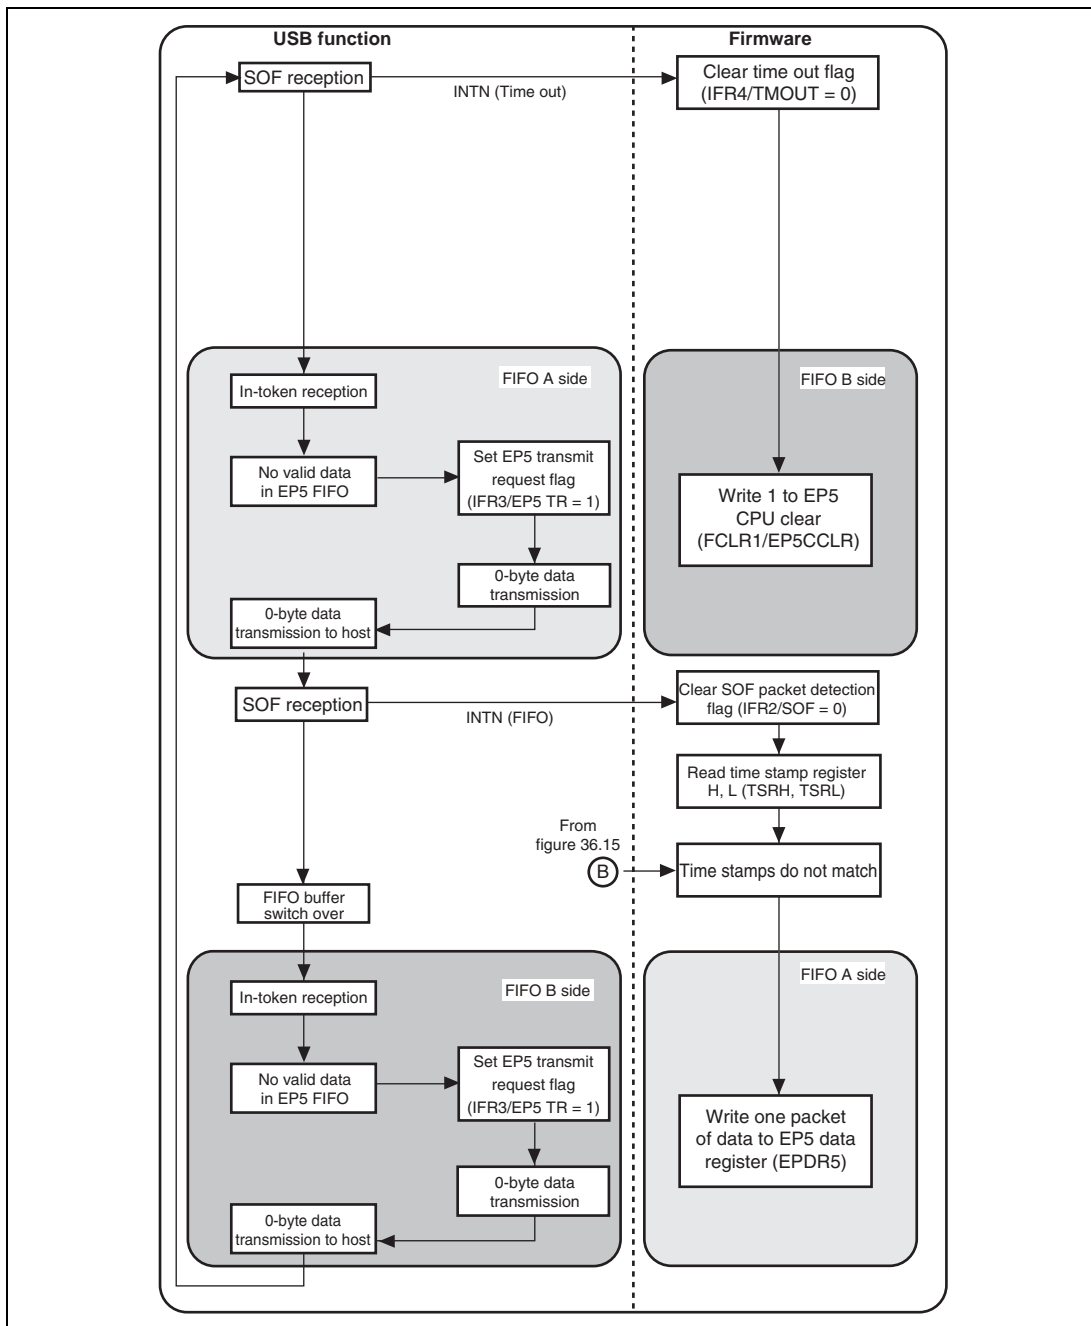 USB function
Firmware
SOF reception
INTN (Time out)
Clear time out flag
(IFR4/TMOUT = 0)
FIFO A side
In-token reception
No valid data
in EP5 FIFO
Set EP5 transmit
request flag
(IFR3/EP5 TR = 1)
0-byte data
transmission
0-byte data
transmission to host
FIFO B side
Write 1 to EP5
CPU clear
(FCLR1/EP5CCLR)
SOF reception
INTN (FIFO)
Clear SOF packet detection
flag (IFR2/SOF = 0)
Read time stamp register
H, L (TSRH, TSRL)
From
figure 36.15
B
Time stamps do not match
FIFO buffer
switch over
FIFO B side
In-token reception
No valid data
in EP5 FIFO
Set EP5 transmit
request flag
(IFR3/EP5 TR = 1)
0-byte data
transmission
0-byte data
transmission to host
FIFO A side
Write one packet
of data to EP5 data
register (EPDR5)